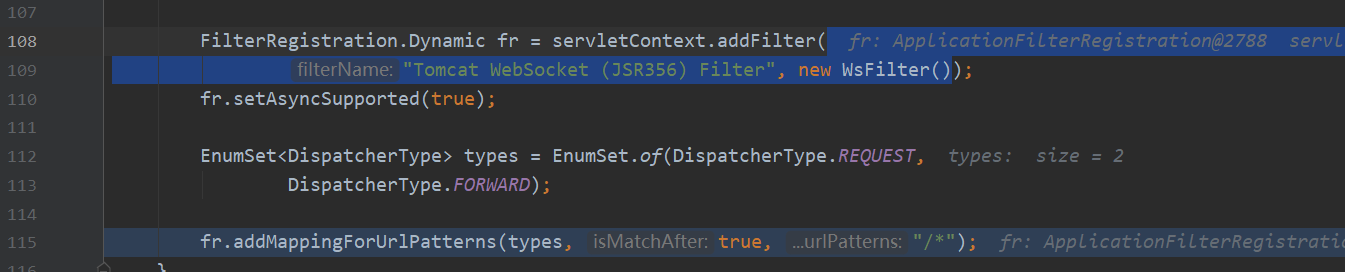 107
108 FilterRegistration.Dynamic fr = servletContext.addFilter( fr: ApplicationFilterRegistration@2788 servl
109 filterName: "Tomcat WebSocket (JSR356) Filter", new WsFilter());
110 fr.setAsyncSupported(true);
111
112 EnumSet<DispatcherType> types = EnumSet.of(DispatcherType.REQUEST, types: size = 2
113 DispatcherType.FORWARD);
114
115 fr.addMappingForUrlPatterns(types, isMatchAfter: true, ...urlPatterns: "/*"); fr: ApplicationFilterRegistratio
116 }